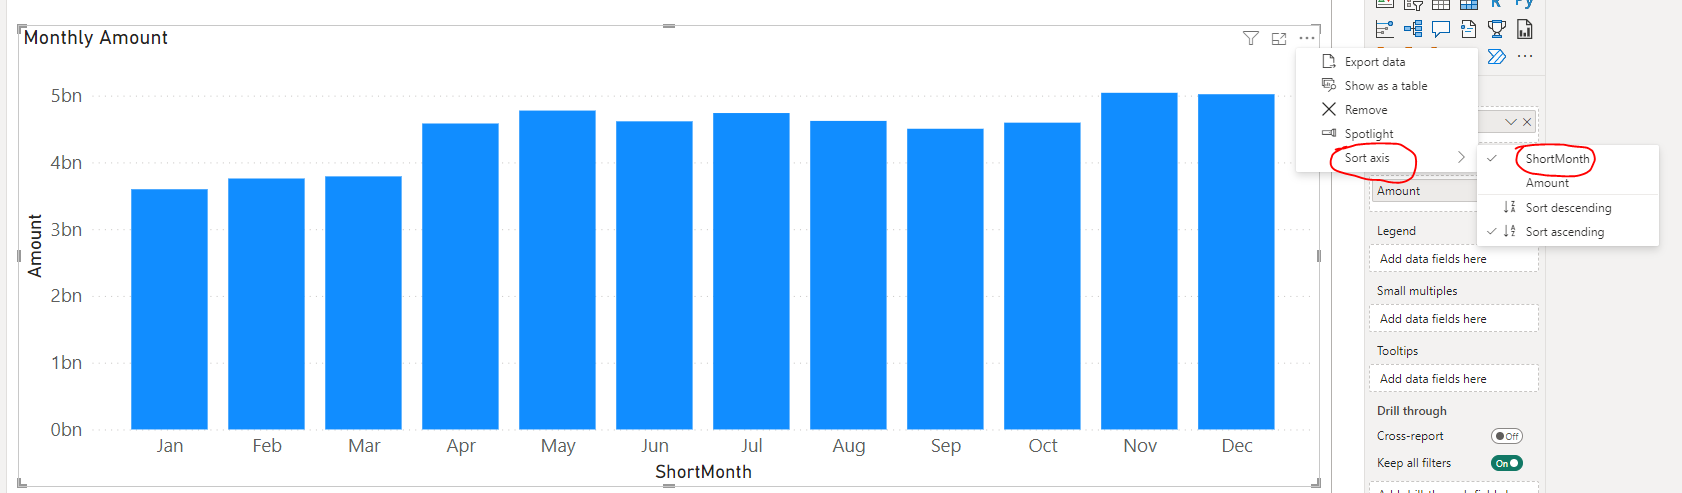 Monthly Amount
R Py
Export data
Show as a table
Remove
Spotlight
Sort axis
ShortMonth
Amount
Sort descending
Sort ascending
5bn
4bn
3bn
2bn
1bn
0bn
Amount
Jan Feb Mar Apr May Jun Jul Aug Sep Oct Nov Dec
ShortMonth
Amount
Legend
Add data fields here
Small multiples
Add data fields here
Tooltips
Add data fields here
Drill through
Cross-report
Off
Keep all filters
On